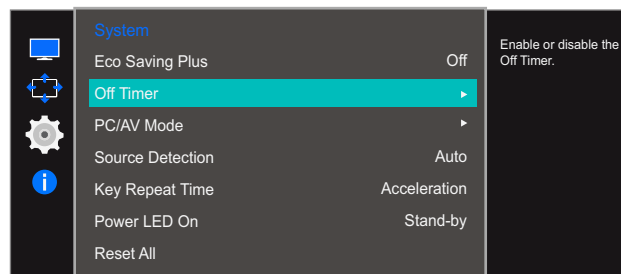 System
Eco Saving Plus Off
Off Timer ►
PC/AV Mode ►
Source Detection Auto
Key Repeat Time Acceleration
Power LED On Stand-by
Reset All
Enable or disable the
Off Timer.